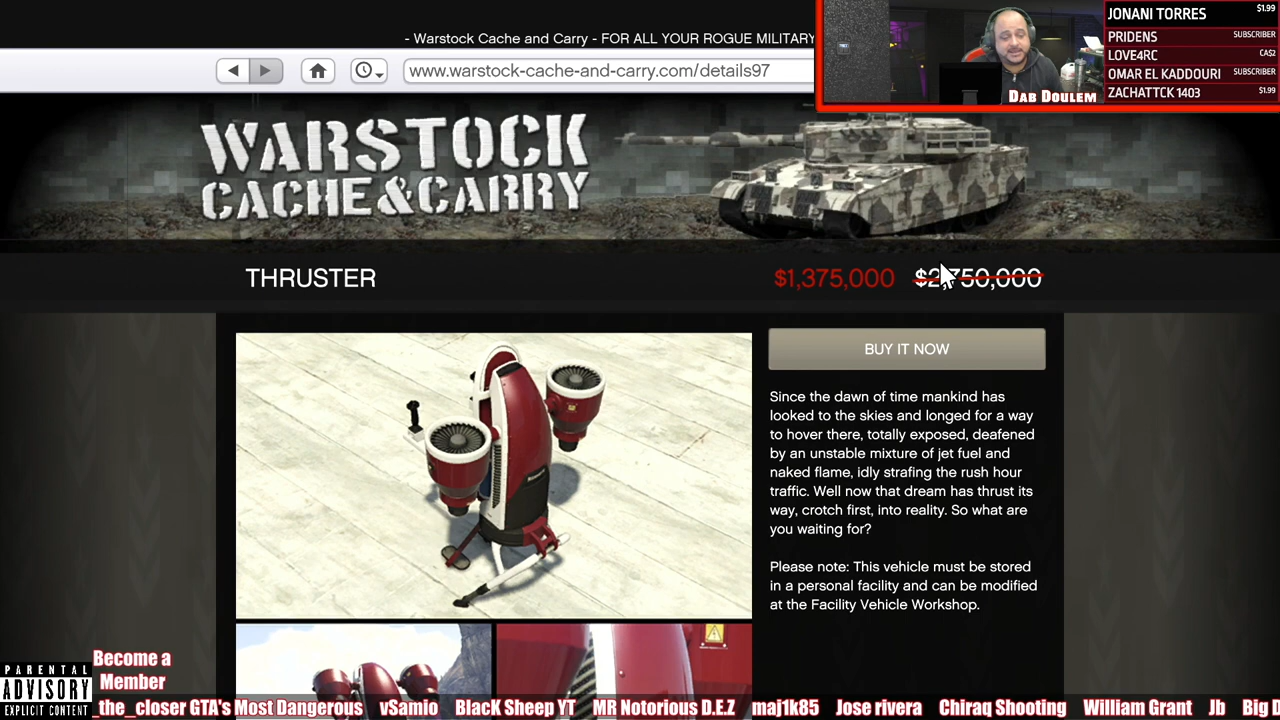 - Warstock Cache and Carry - FOR ALL YOUR ROGUE MILITARY
www.warstock-cache-and-carry.com/details97
JONANI TORRES $1.99
PRIDENS SUBSCRIBER
LOVE4RC CA$2
OMAR EL KADDOURI SUBSCRIBER
ZACHATTCK 1403 $1.99
Dab Doulem
WARSTOCK
CACHE&CARRY
THRUSTER
$1,375,000 $2,750,000
BUY IT NOW
Since the dawn of time mankind has
looked to the skies and longed for a way
to hover there, totally exposed, deafened
by an unstable mixture of jet fuel and
naked flame, idly strafing the rush hour
traffic. Well now that dream has thrust its
way, crotch first, into reality. So what are
you waiting for?
Please note: This vehicle must be stored
in a personal facility and can be modified
at the Facility Vehicle Workshop.
Become a
Member
PARENTAL
ADVISORY
EXPLICIT CONTENT
_the_closer GTA's Most Dangerous vSamio BlacK Sheep YT MR Notorious D.E.Z maj1k85 Jose rivera Chiraq Shooting William Grant Jb Big